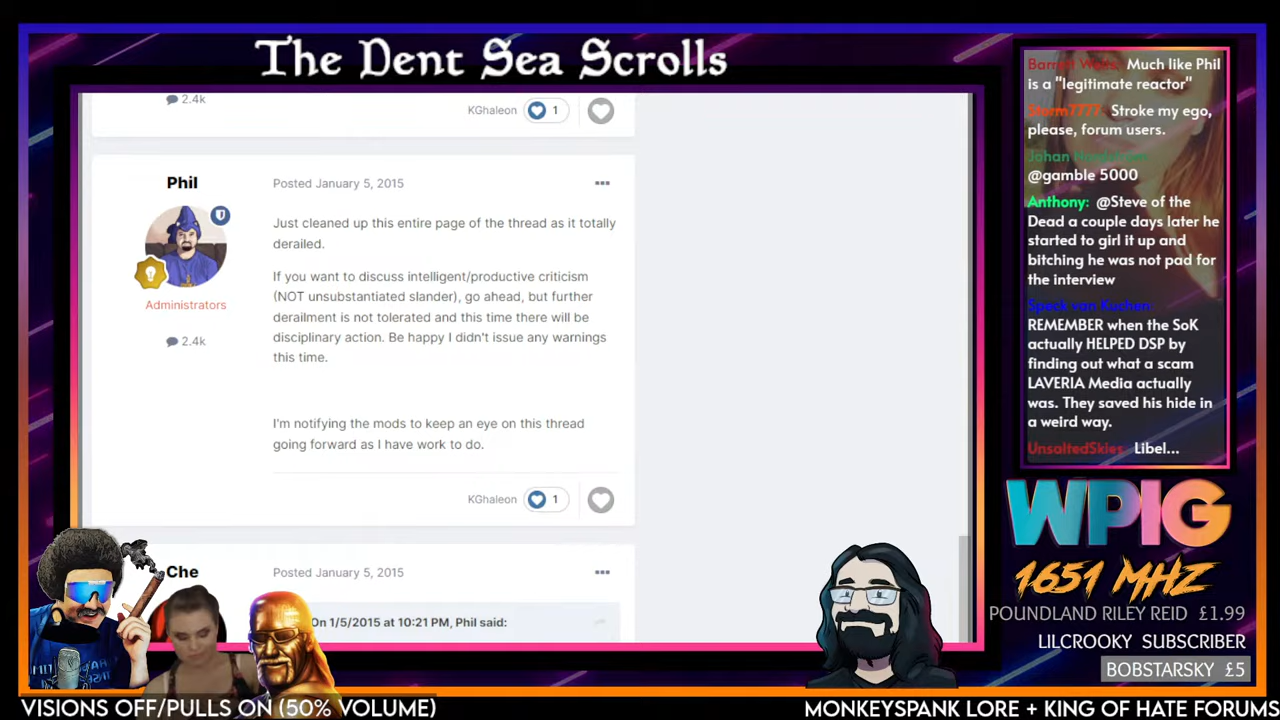 The Dent Sea Scrolls
2.4k
KGhaleon
1
Phil
Posted January 5, 2015
Just cleaned up this entire page of the thread as it totally
derailed.
If you want to discuss intelligent/productive criticism
(NOT unsubstantiated slander), go ahead, but further
derailment is not tolerated and this time there will be
disciplinary action. Be happy I didn't issue any warnings
this time.
Administrators
2.4k
I'm notifying the mods to keep an eye on this thread
going forward as I have work to do.
KGhaleon
1
Che
Posted January 5, 2015
On 1/5/2015 at 10:21 PM, Phil said:
Much like Phil
is a "legitimate reactor"
Sturm7777 Stroke my ego,
please, forum users.
Johan
@gamble 5000
Anthony: @Steve of the
Dead a couple days later he
started to girl it up and
bitching he was not pad for
the interview
Speck van Kuchen
REMEMBER when the SoK
actually HELPED DSP by
finding out what a scam
LAVERIA Media actually
was. They saved his hide in
a weird way.
UnsaltedSkies Libel...
WPIG
1651 MHZ
POUNDLAND RILEY REID £1.99
LILCROOKY SUBSCRIBER
BOBSTARSKY £5
VISIONS OFF/PULLS ON (50% VOLUME)
MONKEYSPANK LORE + KING OF HATE FORUMS